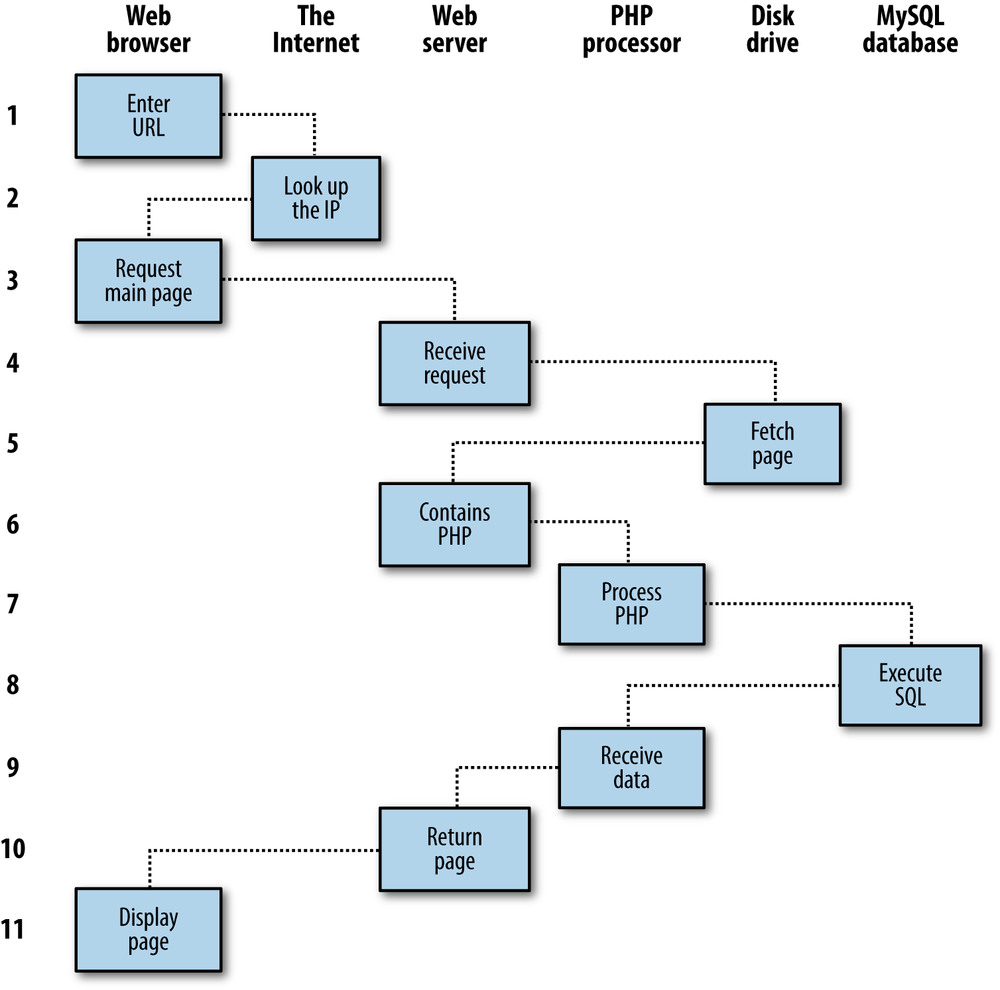 Web The Web PHP Disk MySQL
browser Internet server processor drive database
1
Enter
URL
2
Look up
the IP
3
Request
main page
4
Receive
request
5
Fetch
page
6
Contains
PHP
7
Process
PHP
8
Execute
SQL
9
Receive
data
10
Return
page
11
Display
page